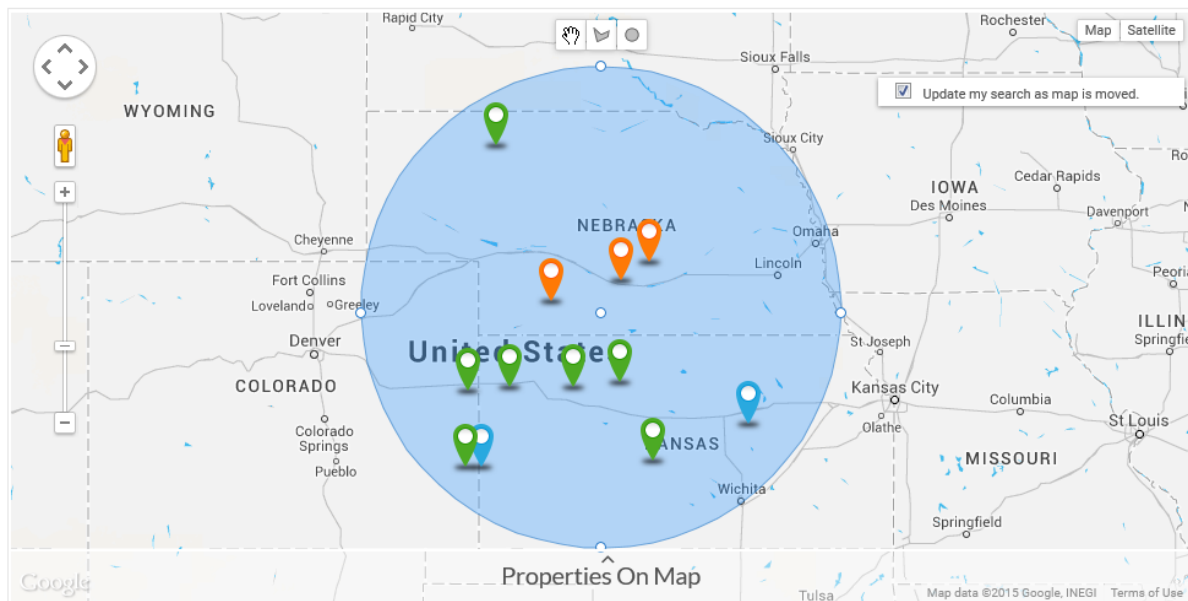 Rapid City
Rochester
Map
Satellite
Sioux Falls
Update my search as map is moved.
WYOMING
Sioux City
Cedar Rapids
IOWA
Des Moines
Davenport
NEBRASKA
Omaha
Cheyenne
Lincoln
Peoria
Fort Collins
Loveland
Greeley
ILLIN
Springfie
Denver
United States
St Joseph
COLORADO
Kansas City
Columbia
St Louis
Colorado
Springs
Olathe
KANSAS
MISSOURI
Pueblo
Wichita
Springfield
Properties On Map
Google
Tulsa
Map data ©2015 Google, INEGI
Terms of Use